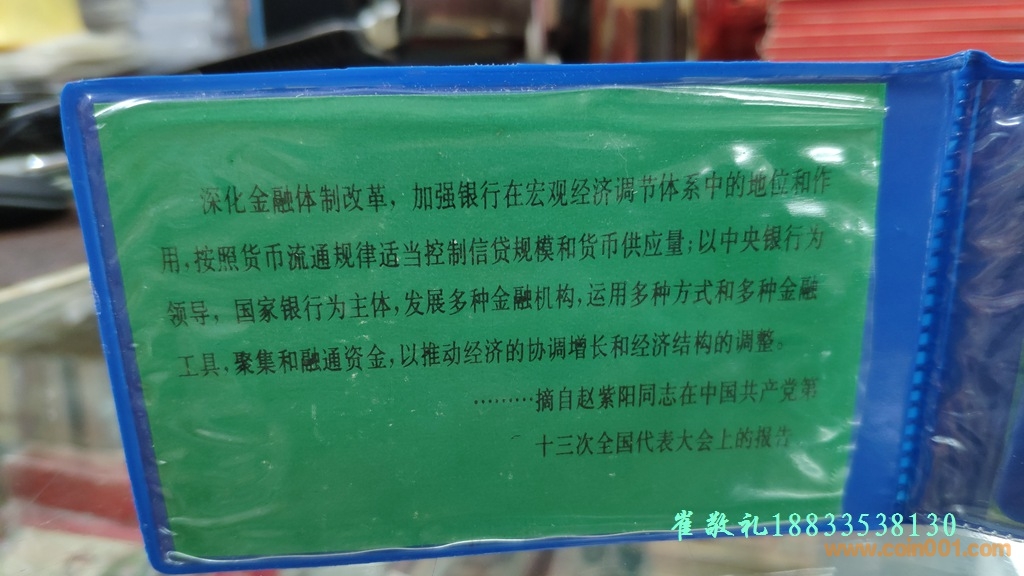 深化金融体制改革，加强银行在宏观经济调节体系中的地位和作
用，按照货币流通规律适当控制信贷规模和货币供应量；以中央银行为
领导，国家银行为主体，发展多种金融机构，运用多种方式和多种金融
工具，聚集和融通资金，以推动经济的协调增长和经济结构的调整。
………摘自赵紫阳同志在中国共产党第
十三次全国代表大会上的报告
崔敬礼18833538130
www.com001.com